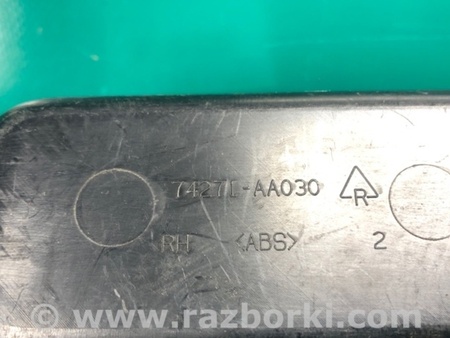 74271-AA030 R
RH >ABS< 2
© www.razborki.com